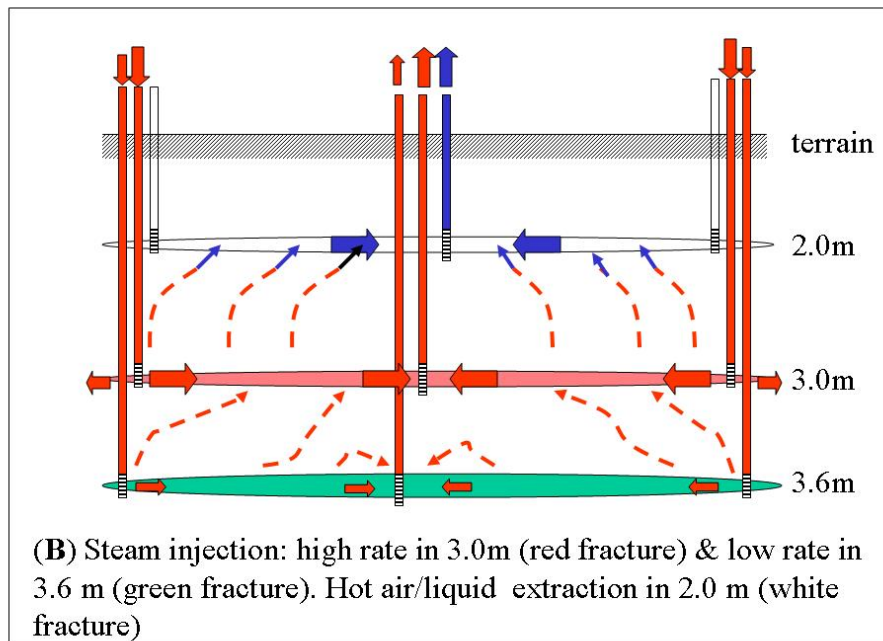 terrain
2.0m
3.0m
3.6m
(B) Steam injection: high rate in 3.0m (red fracture) & low rate in
3.6 m (green fracture). Hot air/liquid extraction in 2.0 m (white
fracture)